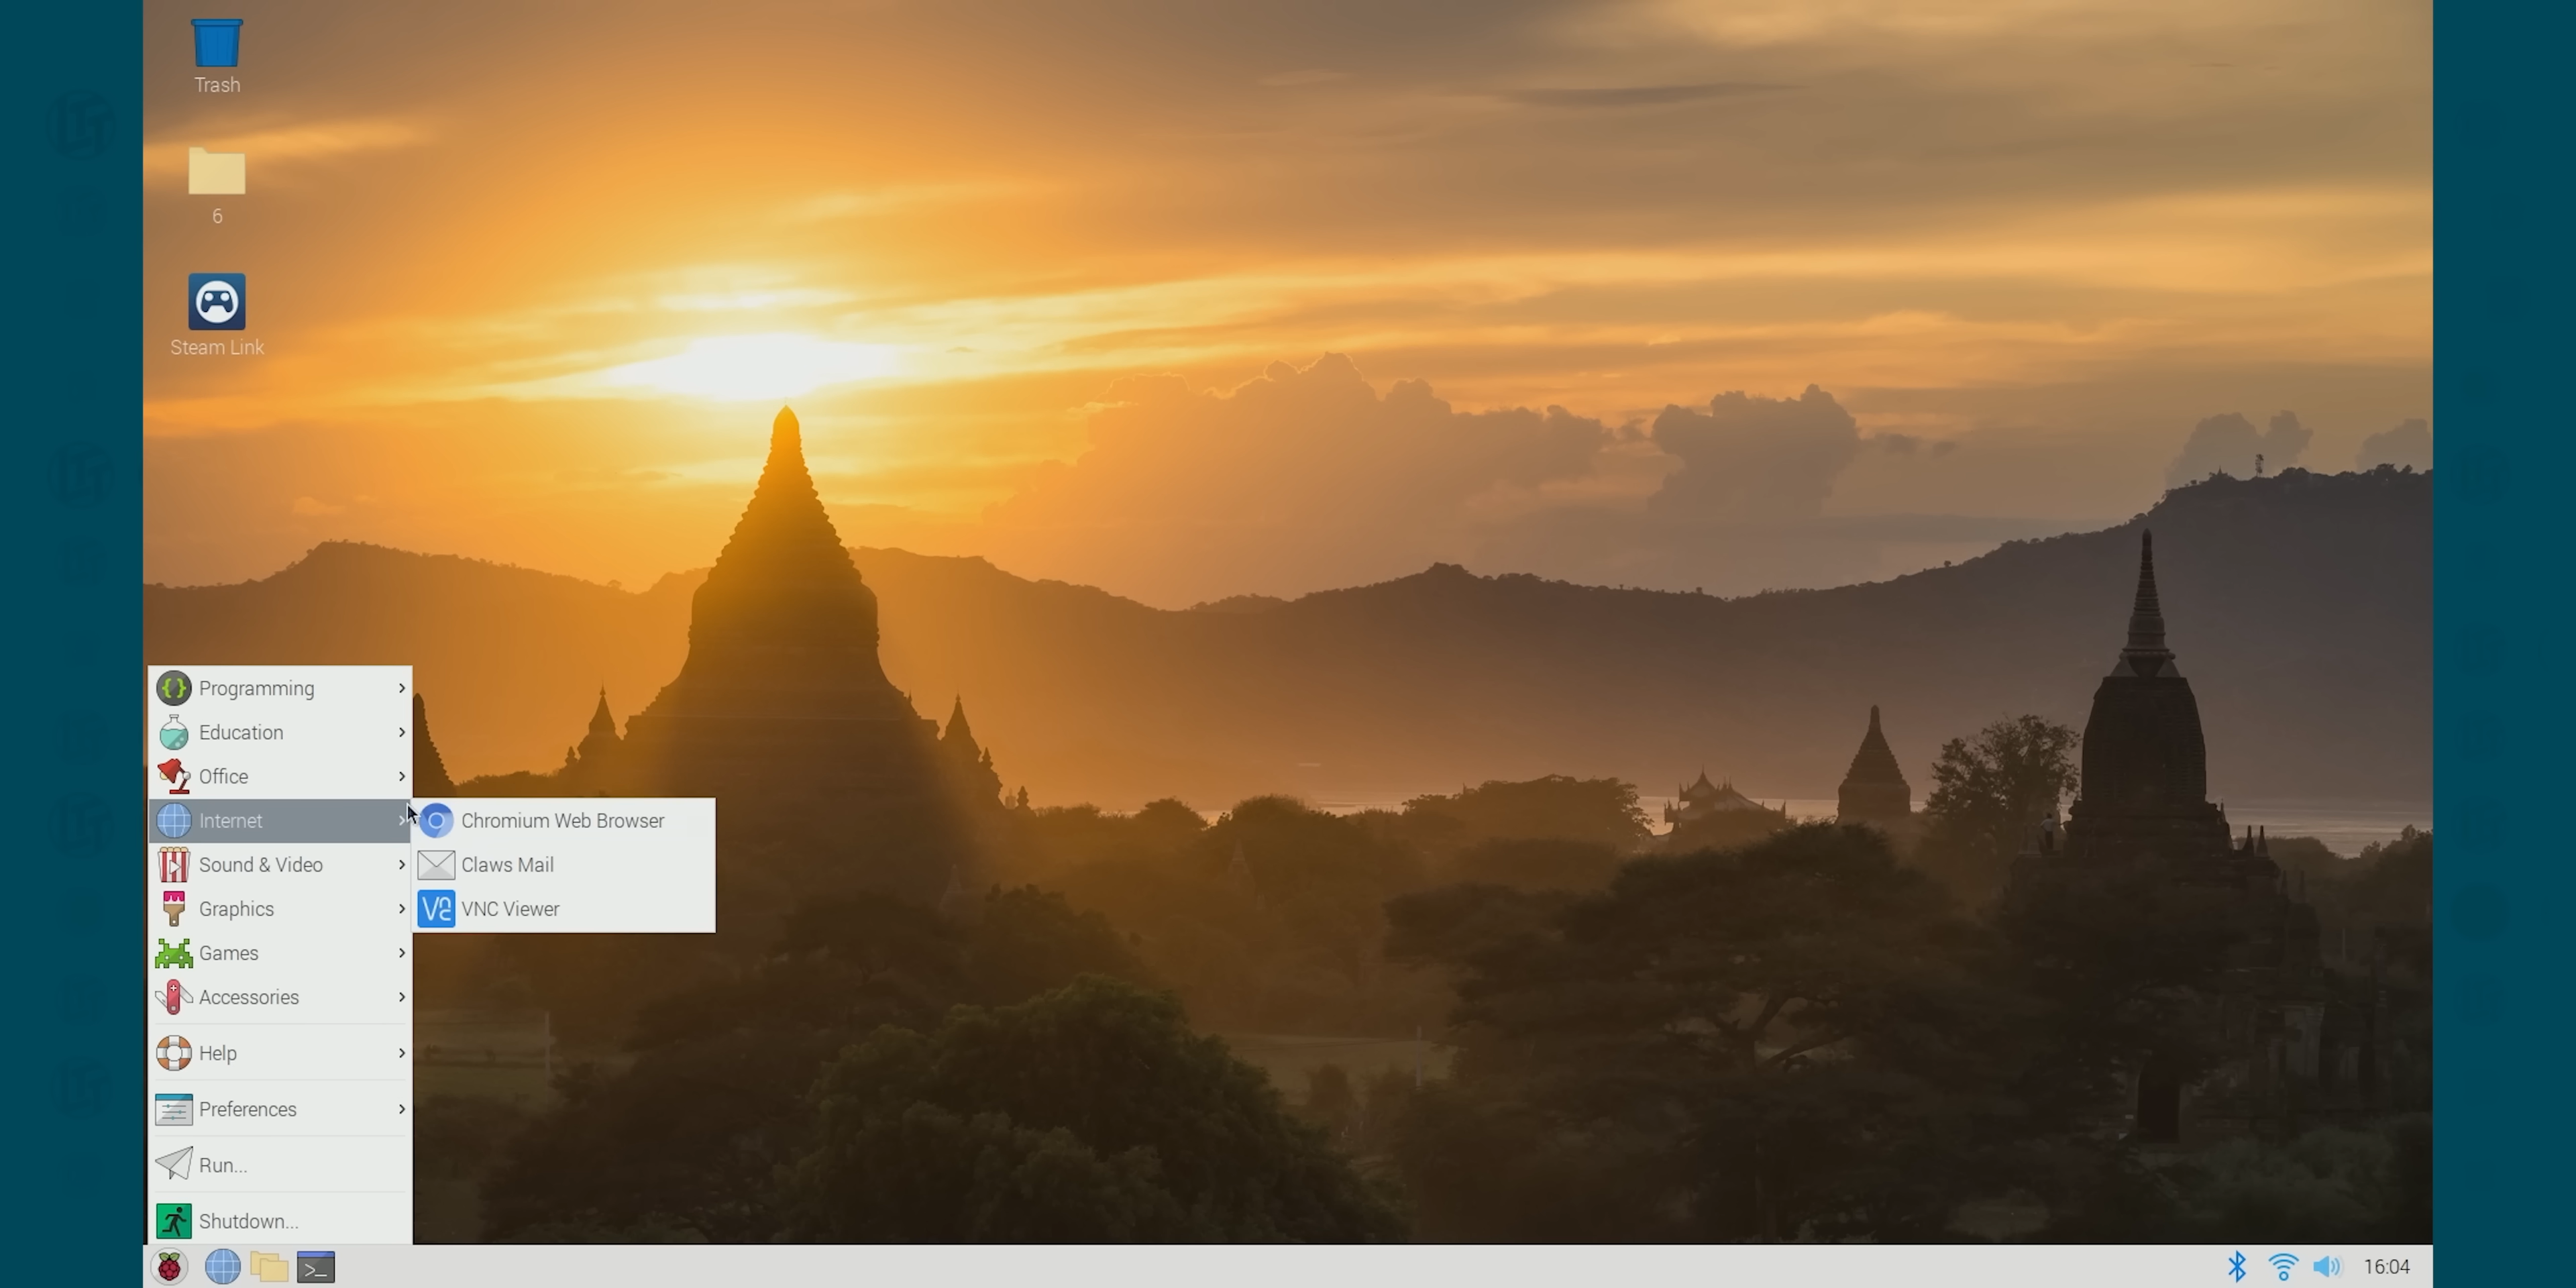 Trash
6
Steam Link
Programming
Education
Office
Internet
Chromium Web Browser
Sound & Video
Claws Mail
Graphics
VNC Viewer
Games
Accessories
Help
Preferences
Run...
Shutdown...
>_
16:04